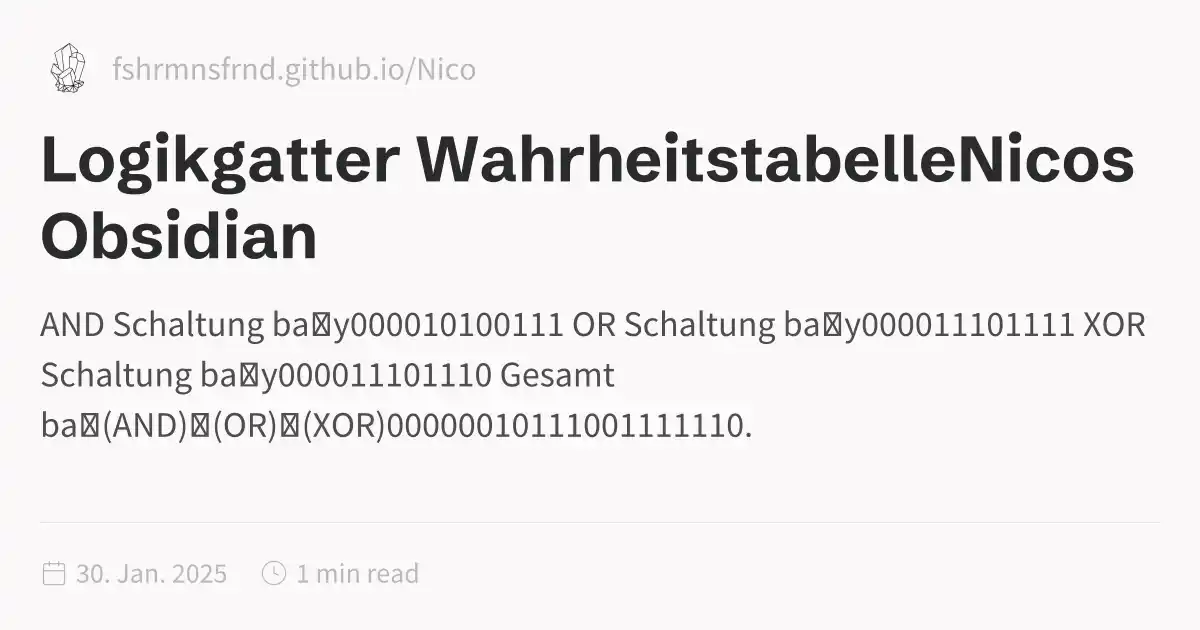 fshrmnsfrnd.github.io/Nico
Logikgatter WahrheitstabelleNicos
Obsidian
AND Schaltung ba▯y000010100111 OR Schaltung ba▯y000011101111 XOR
Schaltung ba▯y000011101110 Gesamt
ba▯(AND)▯(OR)▯(XOR)00000010111001111110.
30. Jan. 2025 1 min read